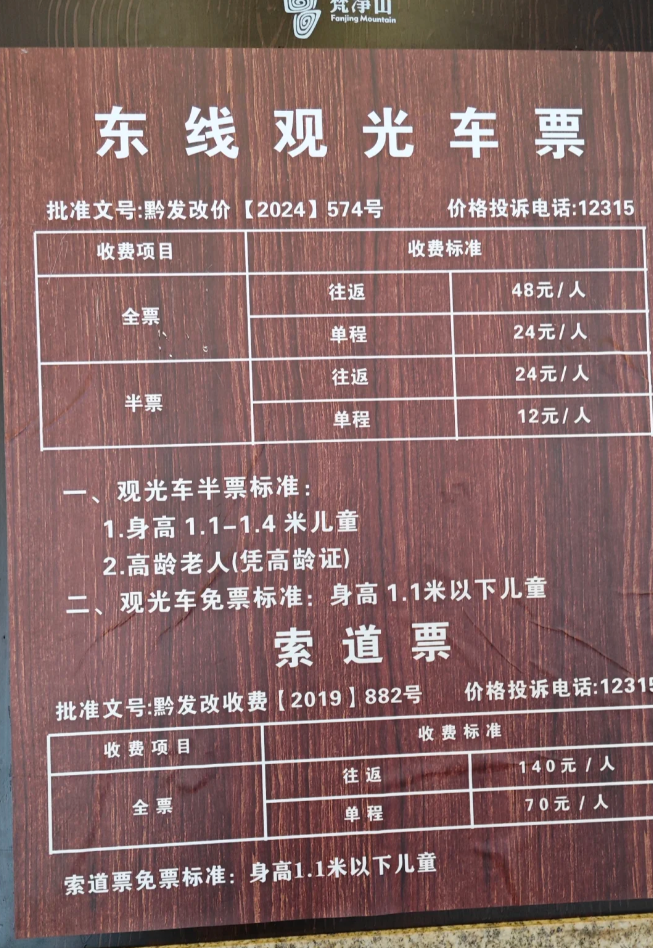 梵净山
Fanjing Mountain
东线观光车票
批准文号:黔发改价【2024】574号 价格投诉电话:12315
收费项目 收费标准
全票 往返 48元/人
单程 24元/人
半票 往返 24元/人
单程 12元/人
一、观光车半票标准:
1.身高1.1-1.4米儿童
2.高龄老人(凭高龄证)
二、观光车免票标准:身高1.1米以下儿童
索道票
批准文号:黔发改收费【2019】882号 价格投诉电话:12315
收费项目 收费标准
全票 往返 140元/人
单程 70元/人
索道票免票标准:身高1.1米以下儿童